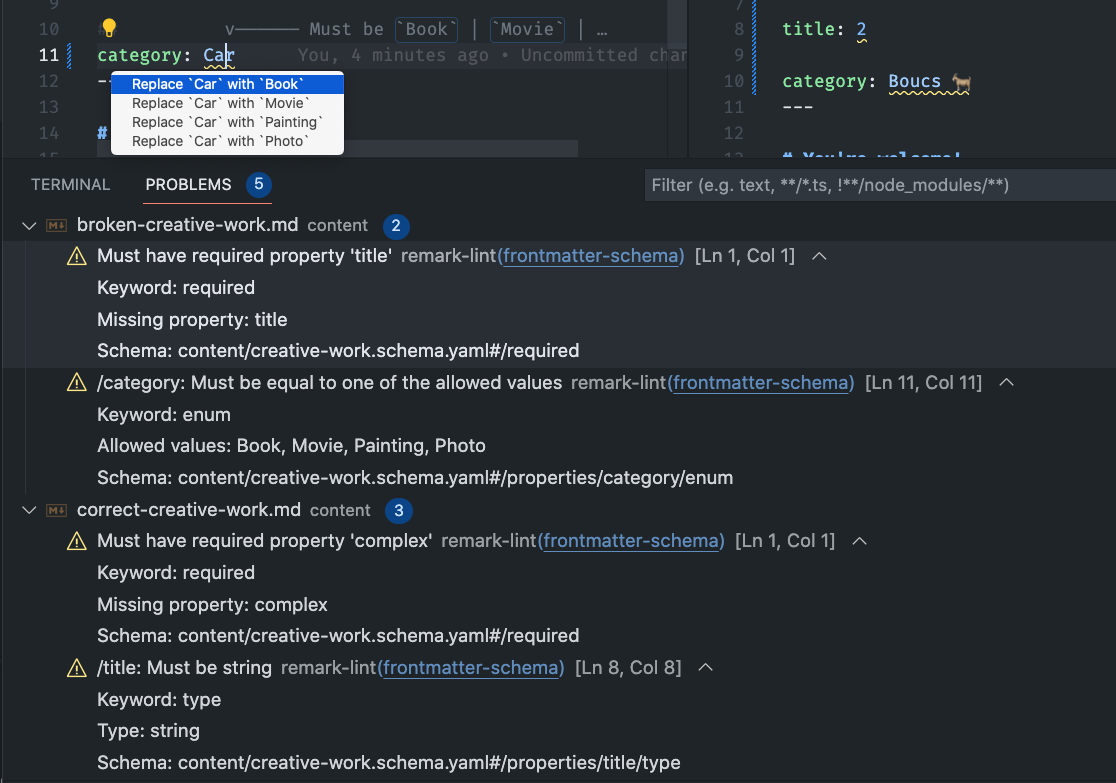 9
10 # v────── Must be `Book` | `Movie` | …
11 category: Car You, 4 minutes ago • Uncommitted chan
12 --
Replace `Car` with `Book`
13
Replace `Car` with `Movie`
Replace `Car` with `Painting`
14 #
Replace `Car` with `Photo`
15
7
8 title: 2
9
10 category: Boucs 🐐
11 ---
12
13 # You're welcome!
TERMINAL PROBLEMS 5 Filter (e.g. text, **/*.ts, !**/node_modules/**)
broken-creative-work.md content 2
Must have required property 'title' remark-lint(frontmatter-schema) [Ln 1, Col 1]
Keyword: required
Missing property: title
Schema: content/creative-work.schema.yaml#/required
/category: Must be equal to one of the allowed values remark-lint(frontmatter-schema) [Ln 11, Col 11]
Keyword: enum
Allowed values: Book, Movie, Painting, Photo
Schema: content/creative-work.schema.yaml#/properties/category/enum
correct-creative-work.md content 3
Must have required property 'complex' remark-lint(frontmatter-schema) [Ln 1, Col 1]
Keyword: required
Missing property: complex
Schema: content/creative-work.schema.yaml#/required
/title: Must be string remark-lint(frontmatter-schema) [Ln 8, Col 8]
Keyword: type
Type: string
Schema: content/creative-work.schema.yaml#/properties/title/type